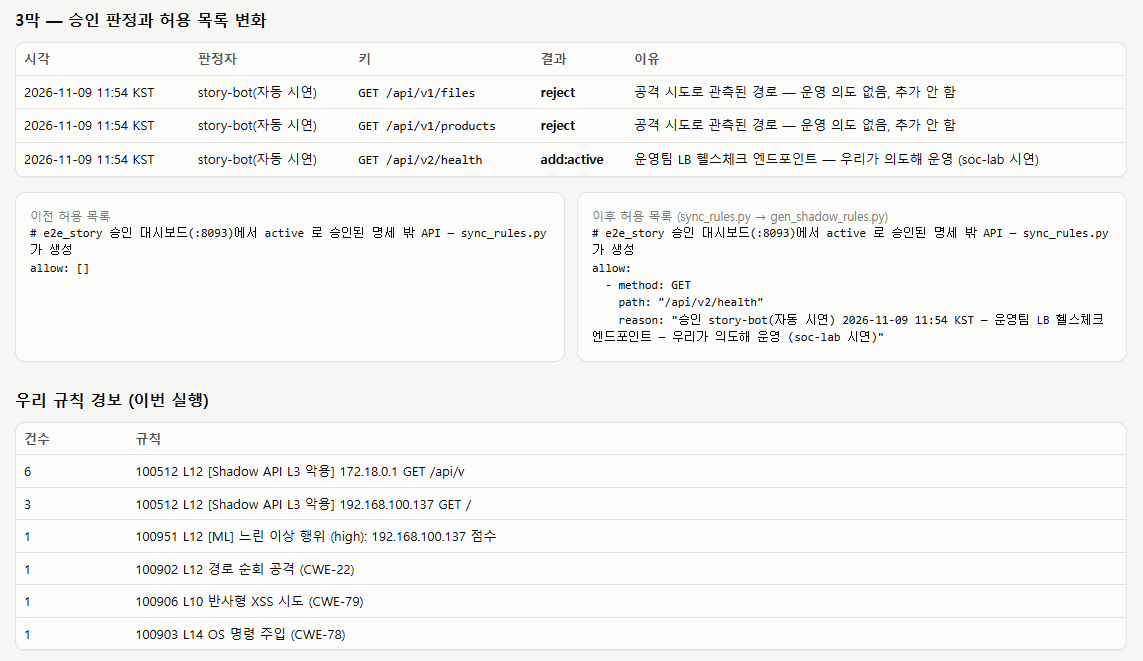 3막 — 승인 판정과 허용 목록 변화
시각 판정자 키 결과 이유
2026-11-09 11:54 KST story-bot(자동 시연) GET /api/v1/files reject 공격 시도로 관측된 경로 — 운영 의도 없음, 추가 안 함
2026-11-09 11:54 KST story-bot(자동 시연) GET /api/v1/products reject 공격 시도로 관측된 경로 — 운영 의도 없음, 추가 안 함
2026-11-09 11:54 KST story-bot(자동 시연) GET /api/v2/health add:active 운영팀 LB 헬스체크 엔드포인트 — 우리가 의도해 운영 (soc-lab 시연)
이전 허용 목록
# e2e_story 승인 대시보드(:8093)에서 active 로 승인된 명세 밖 API — sync_rules.py
가 생성
allow: []
이후 허용 목록 (sync_rules.py → gen_shadow_rules.py)
# e2e_story 승인 대시보드(:8093)에서 active 로 승인된 명세 밖 API — sync_rules.py
가 생성
allow:
- method: GET
path: "/api/v2/health"
reason: "승인 story-bot(자동 시연) 2026-11-09 11:54 KST — 운영팀 LB 헬스체크
엔드포인트 — 우리가 의도해 운영 (soc-lab 시연)"
우리 규칙 경보 (이번 실행)
건수 규칙
6 100512 L12 [Shadow API L3 악용] 172.18.0.1 GET /api/v
3 100512 L12 [Shadow API L3 악용] 192.168.100.137 GET /
1 100951 L12 [ML] 느린 이상 행위 (high): 192.168.100.137 점수
1 100902 L12 경로 순회 공격 (CWE-22)
1 100906 L10 반사형 XSS 시도 (CWE-79)
1 100903 L14 OS 명령 주입 (CWE-78)